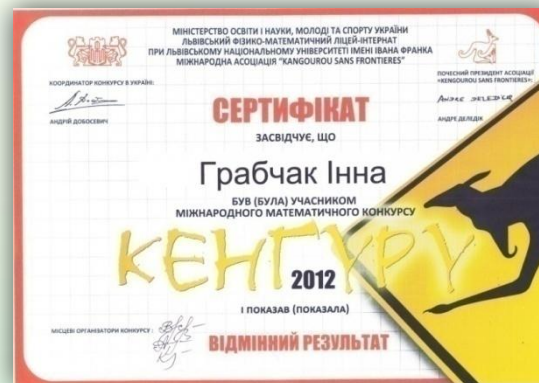 МІНІСТЕРСТВО ОСВІТИ І НАУКИ, МОЛОДІ ТА СПОРТУ УКРАЇНИ
ЛЬВІВСЬКИЙ ФІЗИКО-МАТЕМАТИЧНИЙ ЛІЦЕЙ-ІНТЕРНАТ
ПРИ ЛЬВІВСЬКОМУ НАЦІОНАЛЬНОМУ УНІВЕРСИТЕТІ ІМЕНІ ІВАНА ФРАНКА
МІЖНАРОДНА АСОЦІАЦІЯ "KANGOUROU SANS FRONTIERES"
КООРДИНАТОР КОНКУРСУ В УКРАЇНІ:
АНДРІЙ ДОБОСЕВИЧ
ПОЧЕСНИЙ ПРЕЗИДЕНТ АСОЦІАЦІЇ
«KENGOUROU SANS FRONTIERES»:
АНДРЕ ДЕЛЕДІК
СЕРТИФІКАТ
ЗАСВІДЧУЄ, ЩО
Грабчак Інна
БУВ (БУЛА) УЧАСНИКОМ
МІЖНАРОДНОГО МАТЕМАТИЧНОГО КОНКУРСУ
КЕНГУРУ
2012
І ПОКАЗАВ (ПОКАЗАЛА)
МІСЦЕВІ ОРГАНІЗАТОРИ КОНКУРСУ :
ВІДМІННИЙ РЕЗУЛЬТАТ